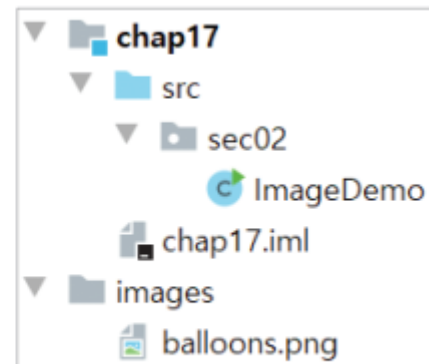 chap17
src
sec02
ImageDemo
chap17.iml
images
balloons.png